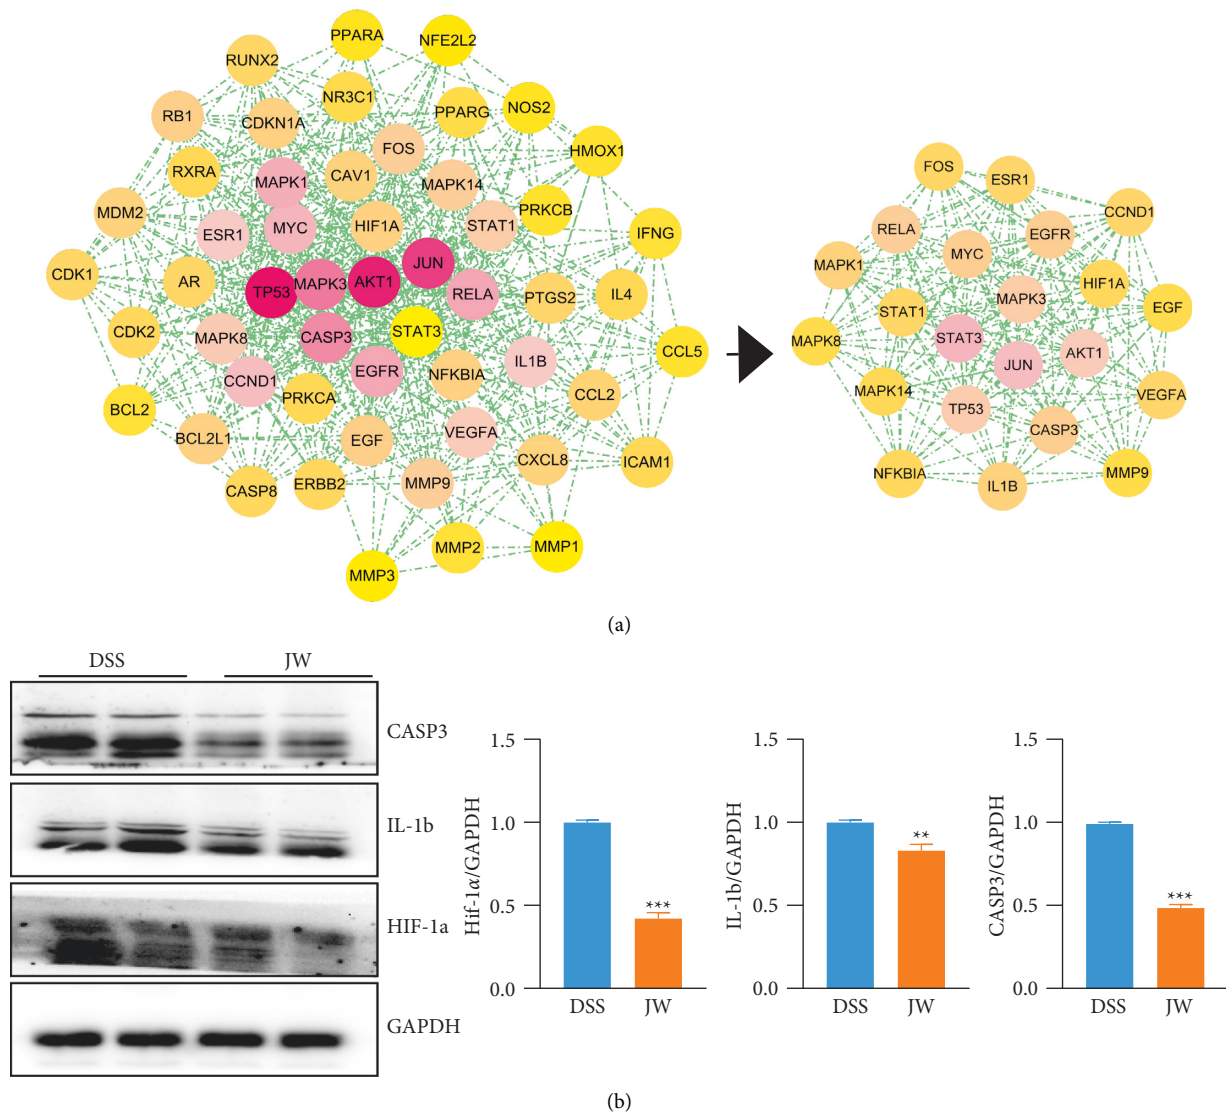 PPARA
NFE2L2
RUNX2
NR3C1
PPARG
NOS2
RB1
CDKN1A
FOS
HMOX1
RXRA
MAPK1
CAV1
MAPK14
PRKCB
MDM2
ESR1
MYC
HIF1A
STAT1
IFNG
CDK1
AR
TP53
MAPK3
AKT1
JUN
RELA
PTGS2
IL4
CDK2
MAPK8
CASP3
STAT3
IL1B
CCL5
BCL2
CCND1
PRKCA
EGFR
NFKBIA
CCL2
BCL2L1
EGF
VEGFA
CXCL8
ICAM1
CASP8
ERBB2
MMP9
MMP3
MMP2
MMP1
FOS
ESR1
CCND1
RELA
MYC
EGFR
MAPK1
MAPK3
HIF1A
EGF
MAPK8
STAT1
STAT3
JUN
AKT1
MAPK14
TP53
CASP3
VEGFA
NFKBIA
IL1B
MMP9
(a)
DSS JW
CASP3
IL-1b
HIF-1a
GAPDH
Hif-1α/GAPDH
1.5
1.0
0.5
0.0
***
DSS JW
IL-1b/GAPDH
1.5
1.0
0.5
0.0
**
DSS JW
CASP3/GAPDH
1.5
1.0
0.5
0.0
***
DSS JW
(b)